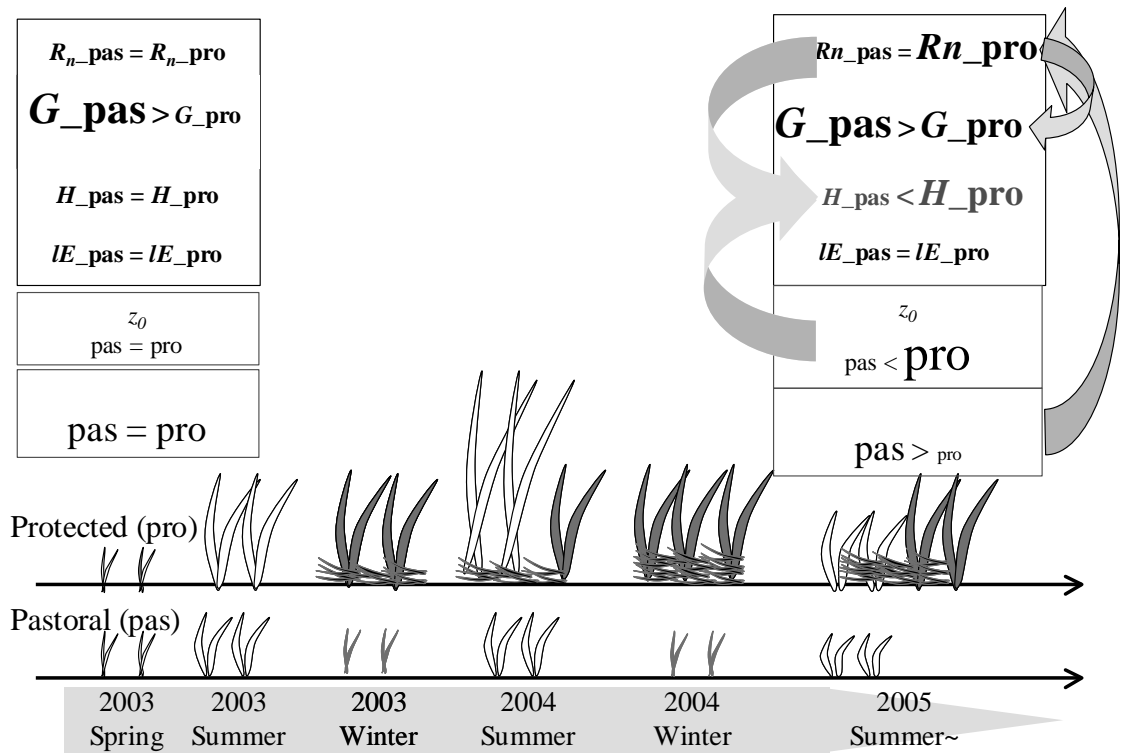 Rn_pas = Rn_pro
G_pas > G_pro
H_pas = H_pro
lE_pas = lE_pro
z0
pas = pro
pas = pro
Rn_pas = Rn_pro
G_pas > G_pro
H_pas < H_pro
lE_pas = lE_pro
z0
pas < pro
pas > pro
Protected (pro)
Pastoral (pas)
2003 2003 2003 2004 2004 2005
Spring Summer Winter Summer Winter Summer~